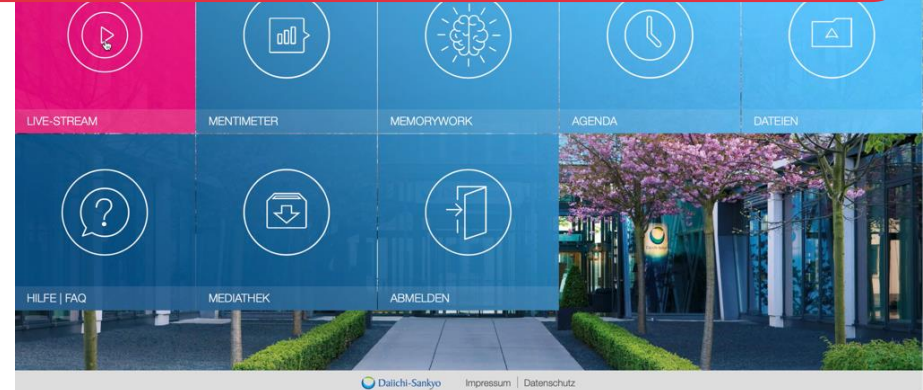 LIVE-STREAM
MENTIMETER
MEMORYWORK
AGENDA
DATEIEN
HILFE | FAQ
MEDIATHEK
ABMELDEN
Daiichi-Sankyo Impressum | Datenschutz